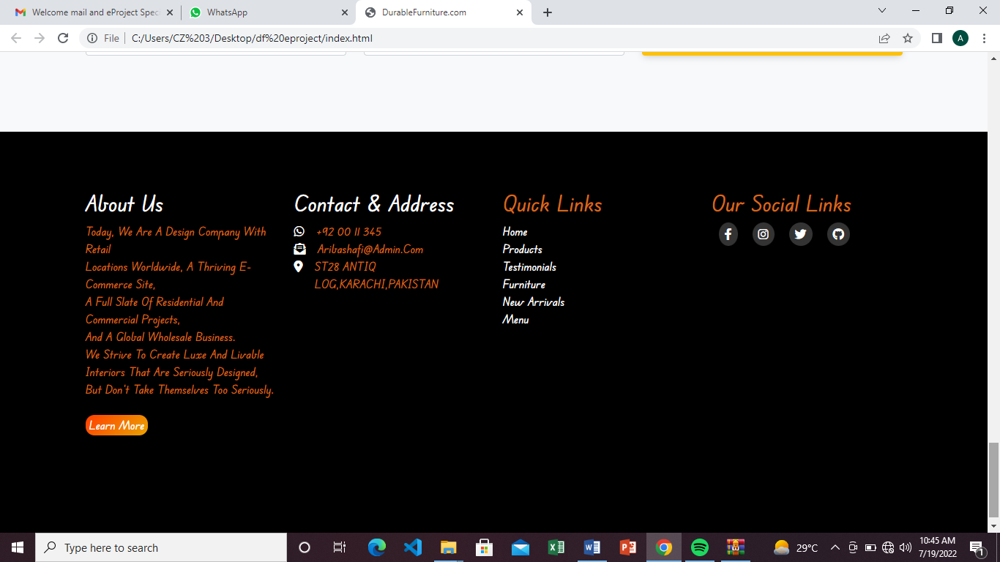 Welcome mail and eProject Spec
WhatsApp
DurableFurniture.com
File
C:/Users/CZ%203/Desktop/df%20eproject/index.html
A
About Us
Today, We Are A Design Company With
Retail
Locations Worldwide, A Thriving E-
Commerce Site,
A Full Slate Of Residential And
Commercial Projects,
And A Global Wholesale Business.
We Strive To Create Luxe And Livable
Interiors That Are Seriously Designed,
But Don't Take Themselves Too Seriously.
Learn More
Contact & Address
+92 00 11 345
Aribashafi@Admin.Com
ST28 ANTIQ
LOG,KARACHI,PAKISTAN
Quick Links
Home
Products
Testimonials
Furniture
New Arrivals
Menu
Our Social Links
Type here to search
29°C
10:45 AM
7/19/2022
1